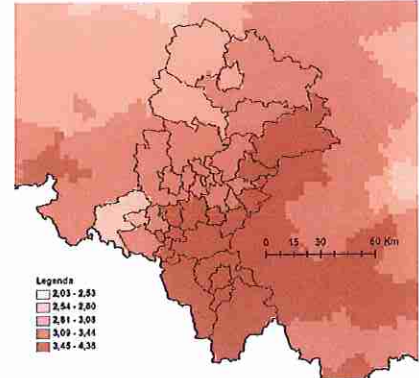 0 15 30 60 Km
Legenda
2,03 - 2,53
2,54 - 2,80
2,81 - 3,08
3,09 - 3,44
3,45 - 4,35